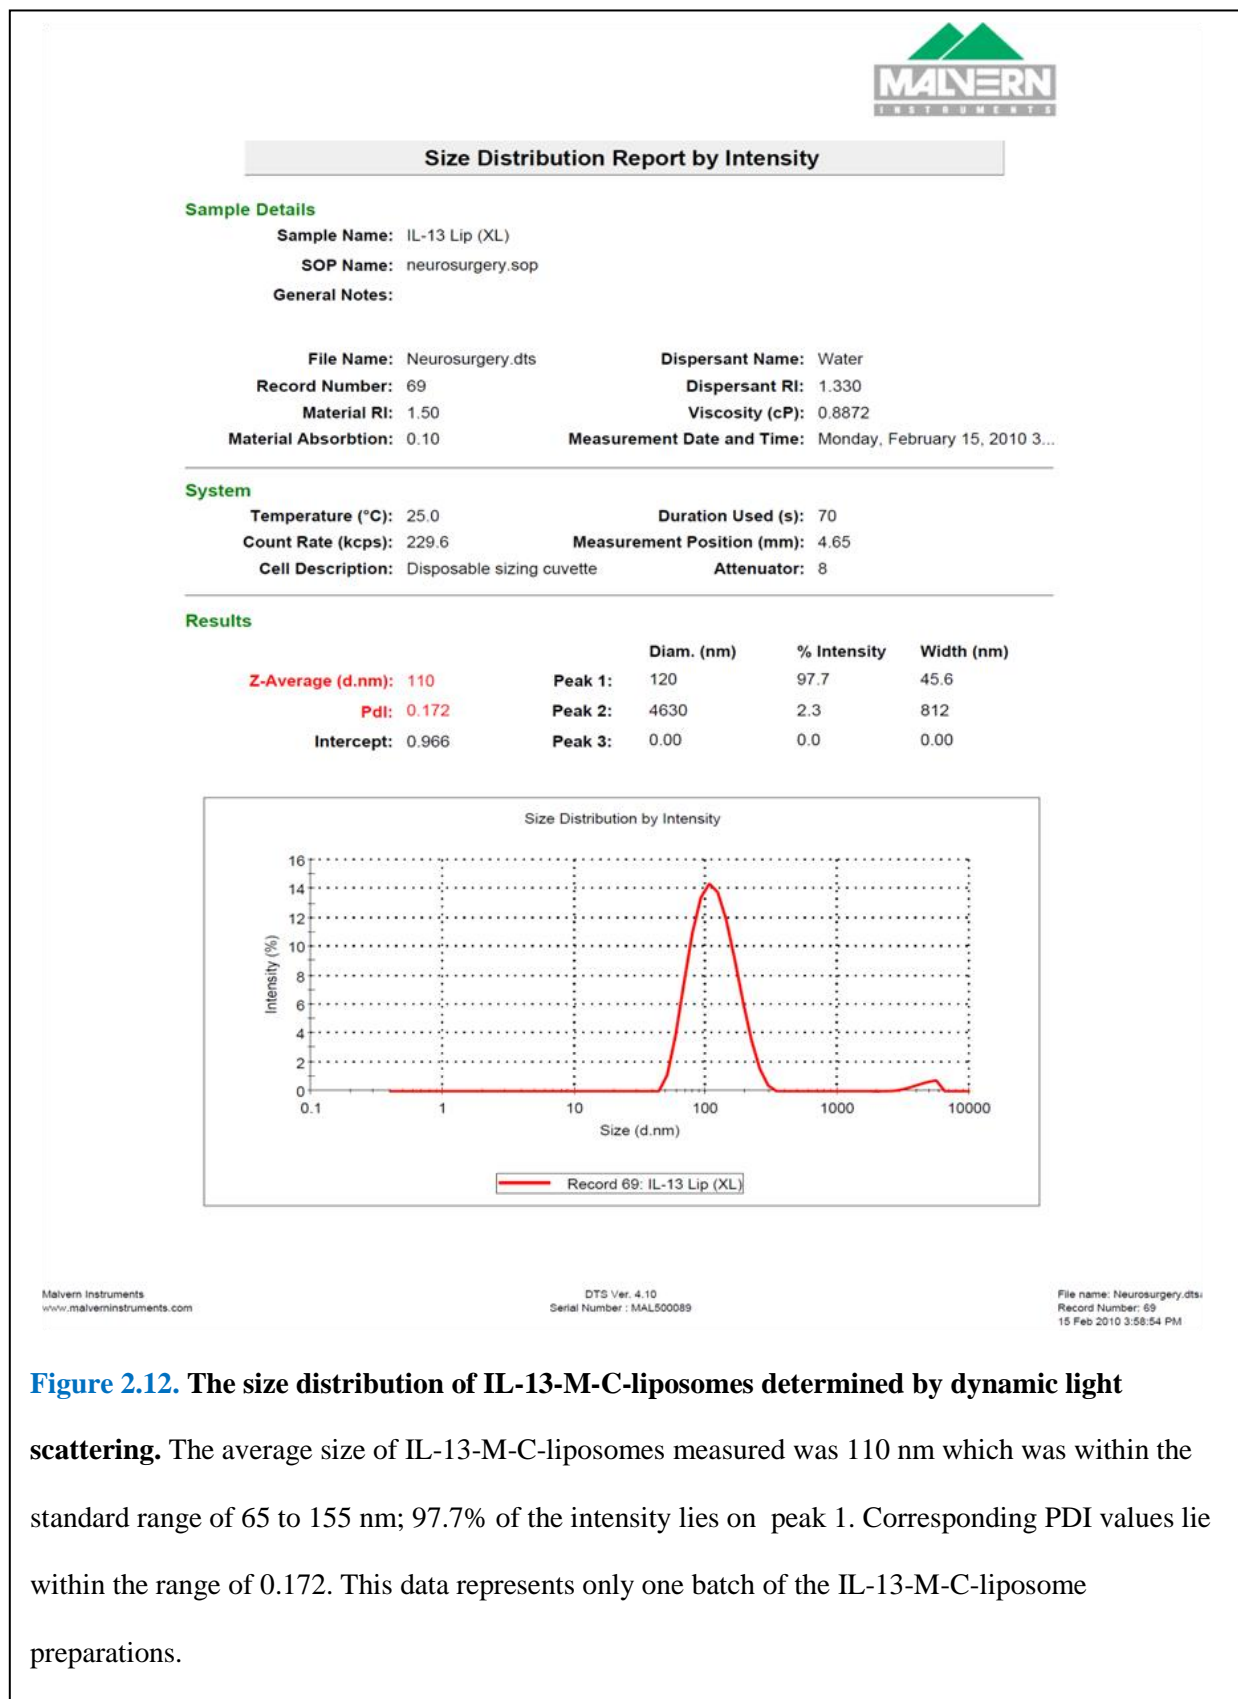 MALVERN
INSTRUMENTS
Size Distribution Report by Intensity
Sample Details
Sample Name: IL-13 Lip (XL)
SOP Name: neurosurgery.sop
General Notes:
File Name: Neurosurgery.dts Dispersant Name: Water
Record Number: 69 Dispersant RI: 1.330
Material RI: 1.50 Viscosity (cP): 0.8872
Material Absorbtion: 0.10 Measurement Date and Time: Monday, February 15, 2010 3...
System
Temperature (°C): 25.0 Duration Used (s): 70
Count Rate (kcps): 229.6 Measurement Position (mm): 4.65
Cell Description: Disposable sizing cuvette Attenuator: 8
Results
Diam. (nm) % Intensity Width (nm)
Z-Average (d.nm): 110 Peak 1: 120 97.7 45.6
PdI: 0.172 Peak 2: 4630 2.3 812
Intercept: 0.966 Peak 3: 0.00 0.0 0.00
Size Distribution by Intensity
Intensity (%)
16
14
12
10
8
6
4
2
0
0.1 1 10 100 1000 10000
Size (d.nm)
Record 69: IL-13 Lip (XL)
Malvern Instruments DTS Ver. 4.10 File name: Neurosurgery.dts
www.malverninstruments.com Serial Number : MAL500089 Record Number: 69
15 Feb 2010 3:58:54 PM
Figure 2.12. The size distribution of IL-13-M-C-liposomes determined by dynamic light
scattering. The average size of IL-13-M-C-liposomes measured was 110 nm which was within the
standard range of 65 to 155 nm; 97.7% of the intensity lies on peak 1. Corresponding PDI values lie
within the range of 0.172. This data represents only one batch of the IL-13-M-C-liposome
preparations.